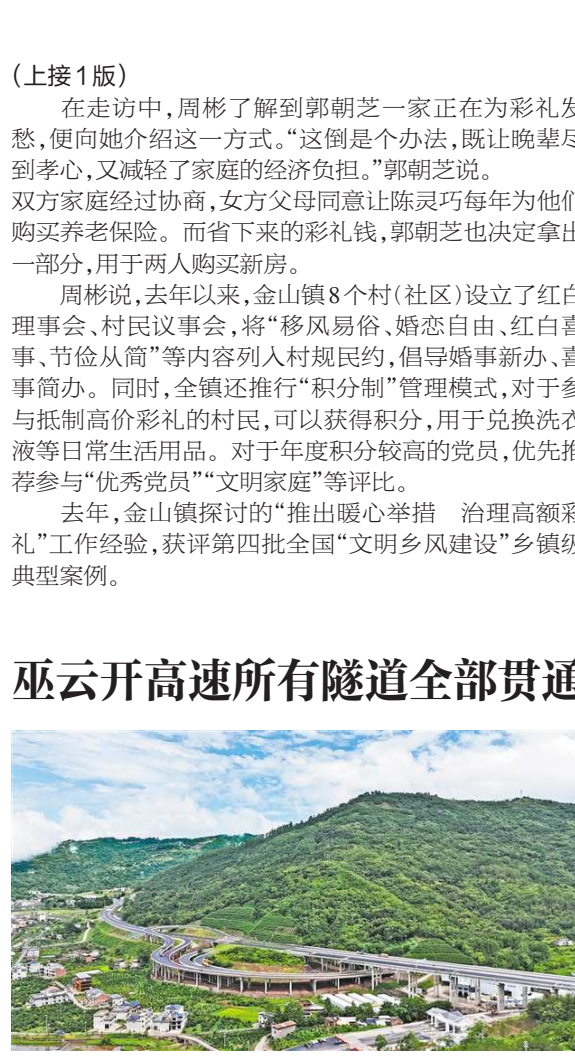 （上接1版）
在走访中，周彬了解到郭朝芝一家正在为彩礼发
愁，便向她介绍这一方式。“这倒是个办法，既让晚辈尽
到孝心，又减轻了家庭的经济负担。”郭朝芝说。
双方家庭经过协商，女方父母同意让陈灵巧每年为他们
购买养老保险。而省下来的彩礼钱，郭朝芝也决定拿出
一部分，用于两人购买新房。
周彬说，去年以来，金山镇8个村（社区）设立了红白
理事会、村民议事会，将“移风易俗、婚恋自由、红白喜
事、节俭从简”等内容列入村规民约，倡导婚事新办、喜
事简办。同时，全镇还推行“积分制”管理模式，对于参
与抵制高价彩礼的村民，可以获得积分，用于兑换洗衣
液等日常生活用品。对于年度积分较高的党员，优先推
荐参与“优秀党员”“文明家庭”等评比。
去年，金山镇探讨的“推出暖心举措　治理高额彩
礼”工作经验，获评第四批全国“文明乡风建设”乡镇级
典型案例。
巫云开高速所有隧道全部贯通